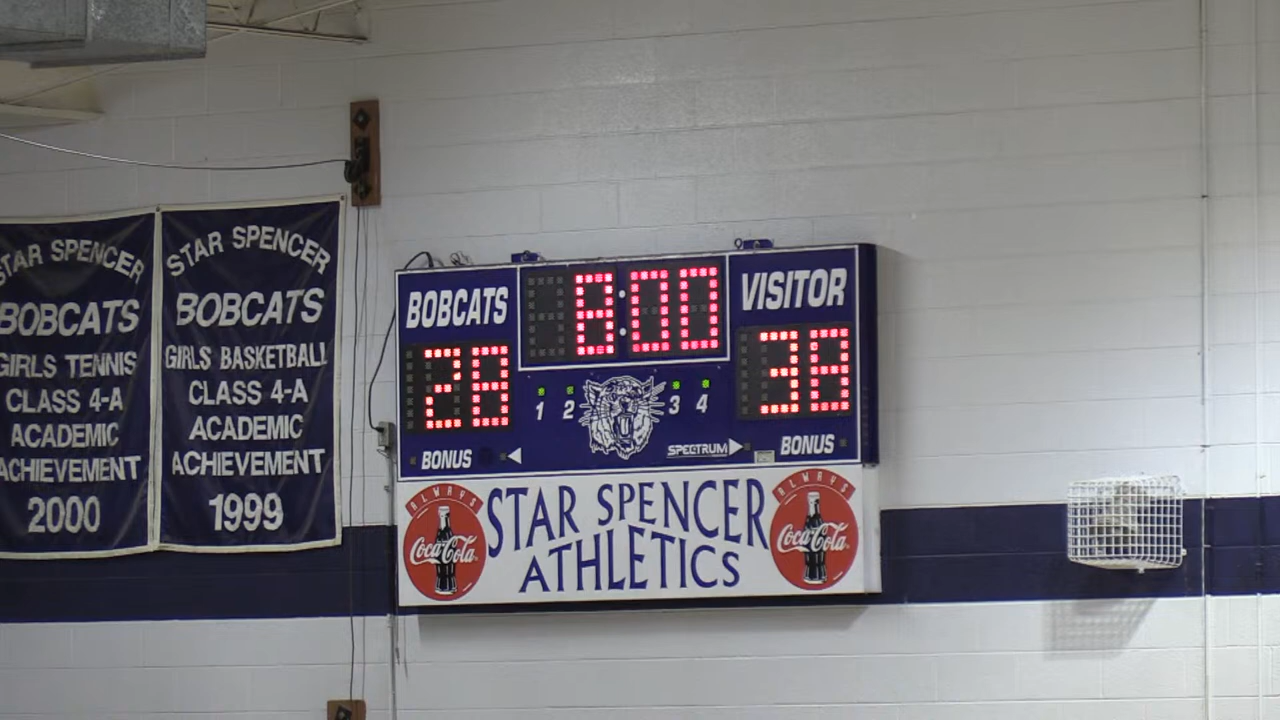 STAR SPENCER
BOBCATS
GIRLS TENNIS
CLASS 4-A
ACADEMIC
ACHIEVEMENT
2000
STAR SPENCER
BOBCATS
GIRLS BASKETBALL
CLASS 4-A
ACADEMIC
ACHIEVEMENT
1999
BOBCATS
8:00
VISITOR
28
38
1 2 3 4
BONUS
SPECTRUM
BONUS
ALWAYS
Coca-Cola
STAR SPENCER
ATHLETICS
ALWAYS
Coca-Cola